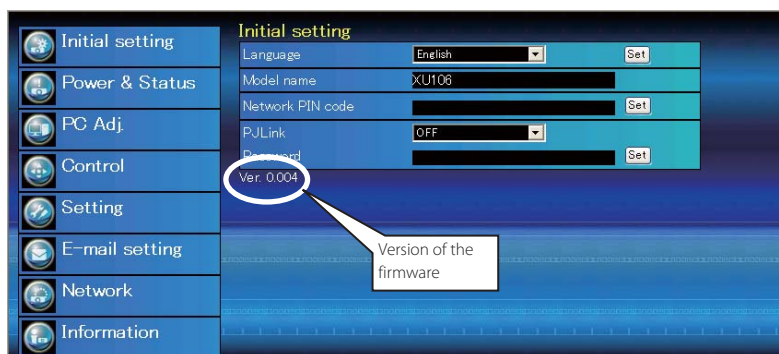 Initial setting
Power & Status
PC Adj.
Control
Setting
E-mail setting
Network
Information
Initial setting
Language English Set
Model name XU106
Network PIN code Set
PJLink OFF
Password Set
Ver. 0.004
Version of the
firmware